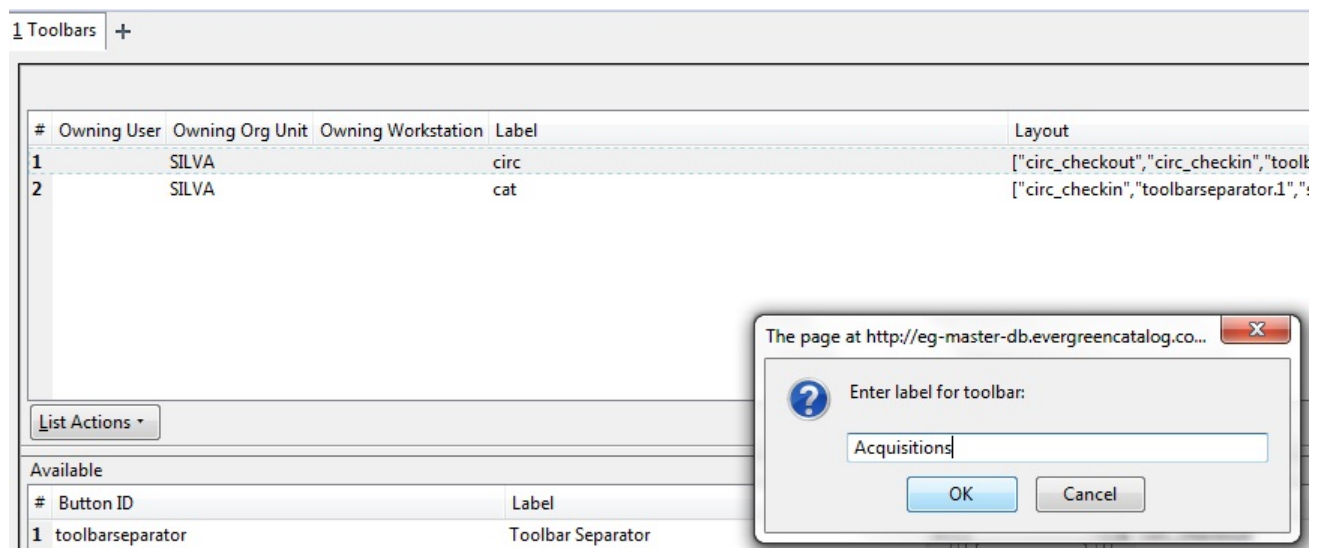 1 Toolbars +
# Owning User Owning Org Unit Owning Workstation Label Layout
1 SILVA circ ["circ_checkout","circ_checkin","toolb
2 SILVA cat ["circ_checkin","toolbarseparator.1","s
The page at http://eg-master-db.evergreencatalog.co...
Enter label for toolbar:
Acquisitions
OK Cancel
List Actions
Available
# Button ID Label
1 toolbarseparator Toolbar Separator